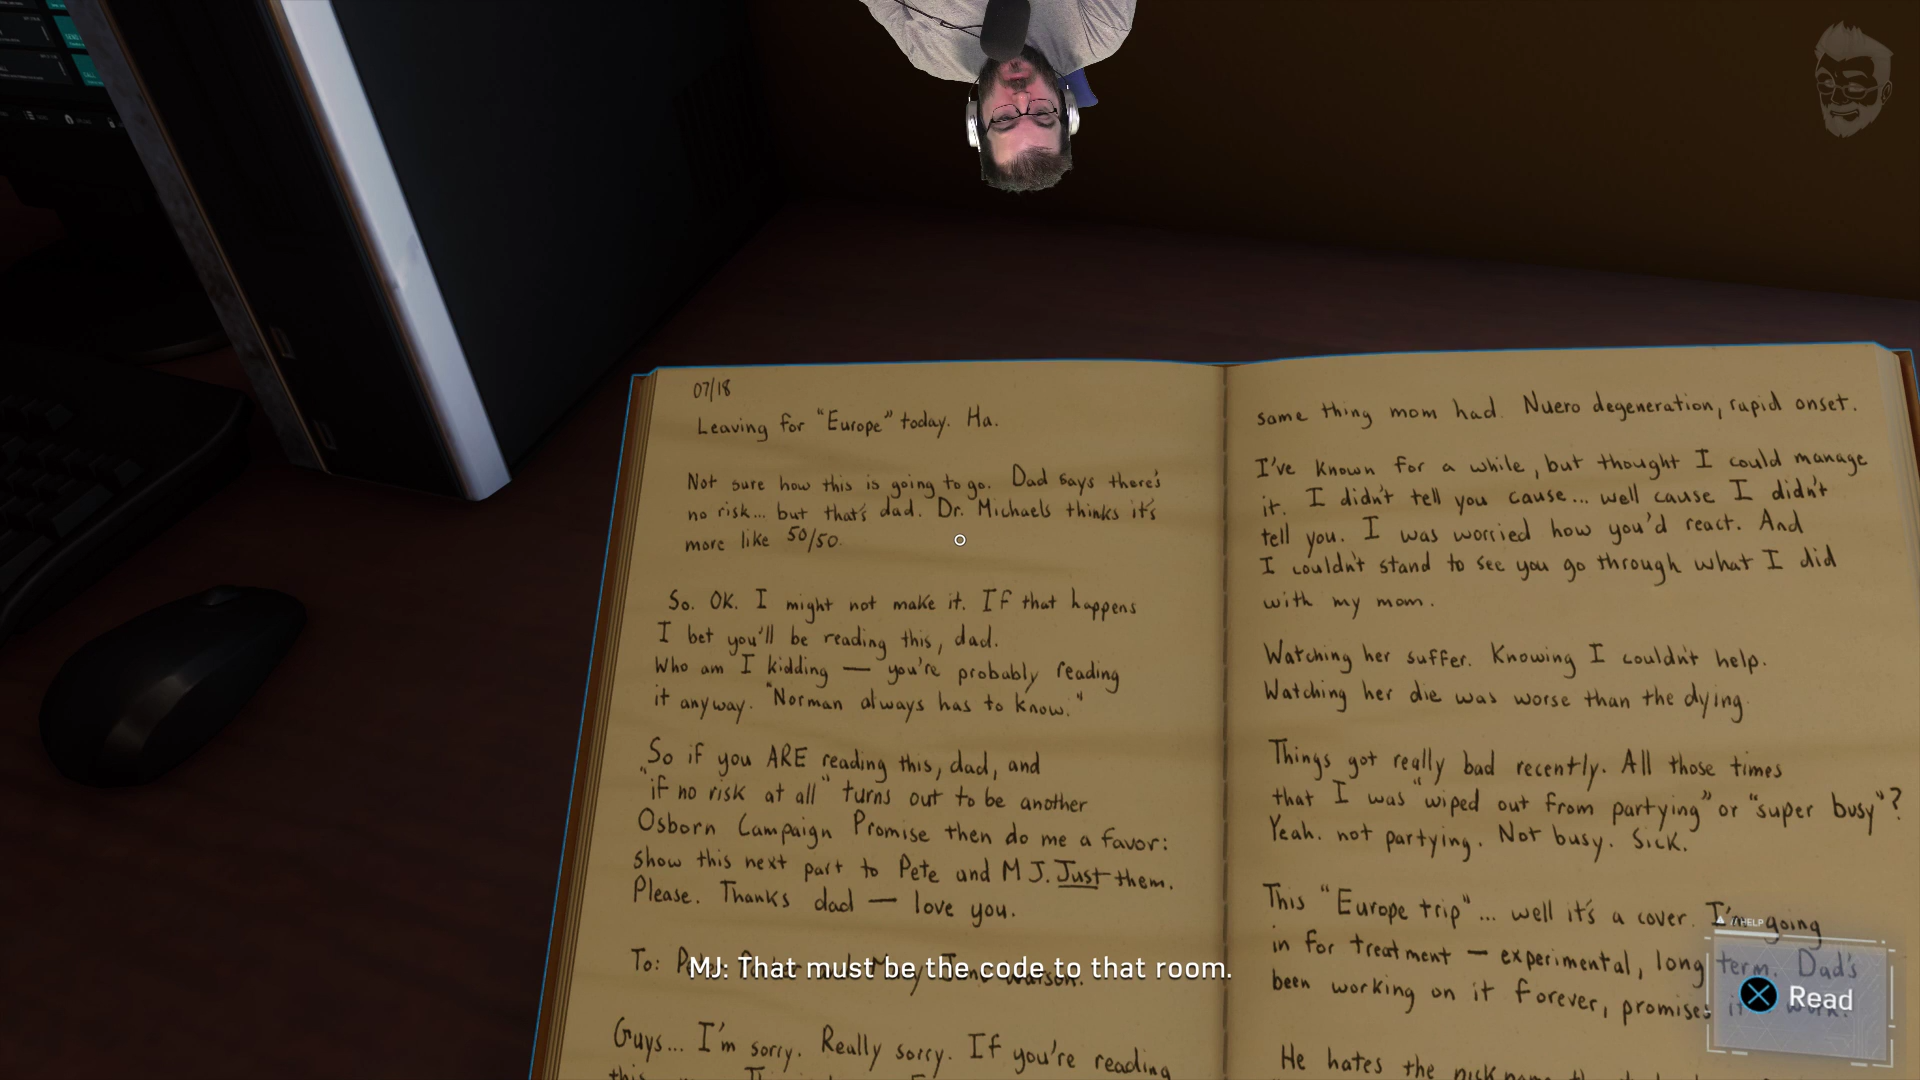 07/18
Leaving for "Europe" today. Ha.
Not sure how this is going to go. Dad says there's
no risk... but that's dad. Dr. Michaels thinks it's
more like 50/50.
So. OK. I might not make it. If that happens
I bet you'll be reading this, dad.
Who am I kidding — you're probably reading
it anyway. "Norman always has to know."
So if you ARE reading this, dad, and
"if no risk at all" turns out to be another
Osborn Campaign Promise then do me a favor:
show this next part to Pete and MJ. Just them.
Please. Thanks dad — love you.
To: Mary Jane Watson.
Guys... I'm sorry. Really sorry. If you're reading
same thing mom had. Nuero degeneration, rapid onset.
I've known for a while, but thought I could manage
it. I didn't tell you cause... well cause I didn't
tell you. I was worried how you'd react. And
I couldn't stand to see you go through what I did
with my mom.
Watching her suffer. Knowing I couldn't help.
Watching her die was worse than the dying.
Things got really bad recently. All those times
that I was "wiped out from partying" or "super busy"?
Yeah. not partying. Not busy. Sick.
This "Europe trip"... well it's a cover. I'm going
in for treatment — experimental, long term. Dad's
been working on it forever, promises
He hates the nickname
MJ: That must be the code to that room.
HELP
Read